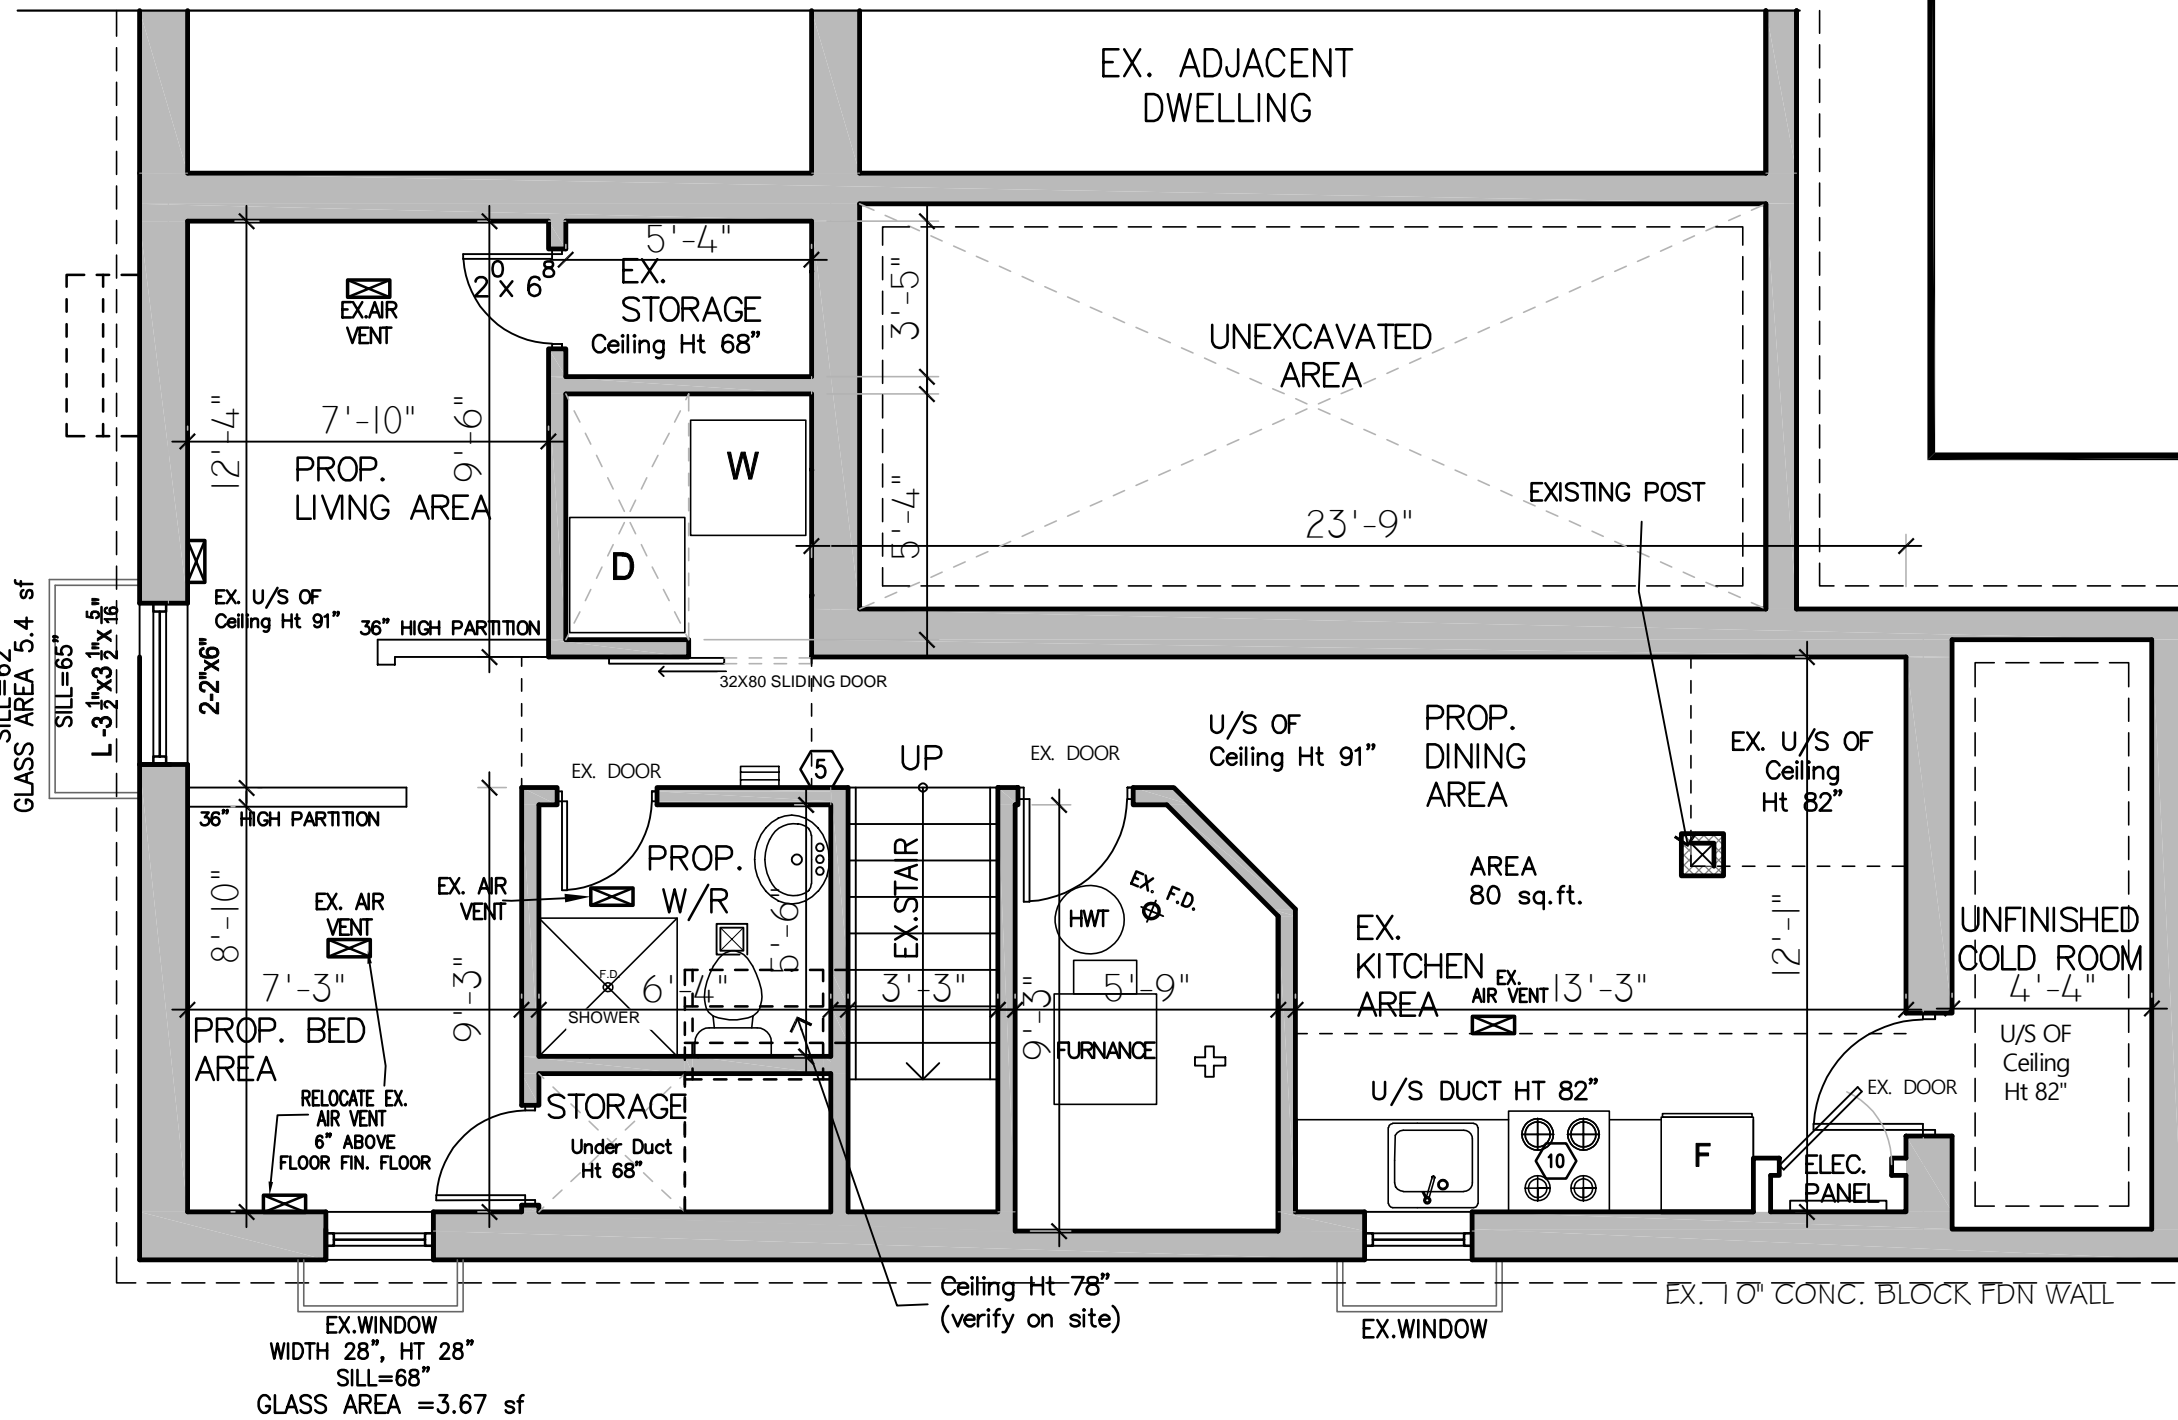 EX. ADJACENT
DWELLING
5'-4"
EX.
STORAGE
Ceiling Ht 68"
2⁰ x 6⁸
EX.AIR
VENT
3'-5"
UNEXCAVATED
AREA
12'-4"
7'-10"
9'-6"
PROP.
LIVING AREA
W
D
5'-4"
EXISTING POST
23'-9"
GLASS AREA 5.4 sf
SILL=65"
L-3 1/2"x3 1/2"x 5/16"
2-2"x6"
EX. U/S OF
Ceiling Ht 91"
36" HIGH PARTITION
32X80 SLIDING DOOR
EX. DOOR
5
UP
EX. DOOR
U/S OF
Ceiling Ht 91"
PROP.
DINING
AREA
EX. U/S OF
Ceiling
Ht 82"
36" HIGH PARTITION
PROP.
W/R
EX. AIR
VENT
EX. AIR
VENT
8'-10"
7'-3"
9'-3"
PROP. BED
AREA
F.D.
SHOWER
6'-4"
5'-6"
EX.STAIR
3'-3"
HWT
EX. F.D.
9'-3"
5'-9"
FURNANCE
AREA
80 sq.ft.
EX.
KITCHEN
AREA
EX.
AIR VENT
13'-3"
12'-1"
UNFINISHED
COLD ROOM
4'-4"
U/S OF
Ceiling
Ht 82"
U/S DUCT HT 82"
EX. DOOR
RELOCATE EX.
AIR VENT
6" ABOVE
FLOOR FIN. FLOOR
STORAGE
Under Duct
Ht 68"
10
F
ELEC.
PANEL
Ceiling Ht 78"
(verify on site)
EX. 10" CONC. BLOCK FDN WALL
EX.WINDOW
WIDTH 28", HT 28"
SILL=68"
GLASS AREA =3.67 sf
EX.WINDOW